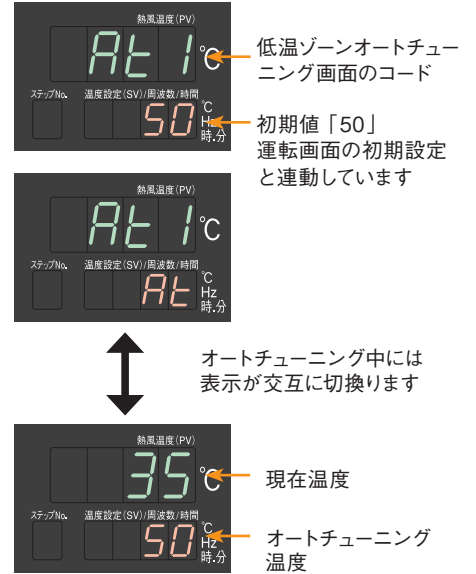 熱風温度(PV)
At 1 ℃
低温ゾーンオートチュー
ニング画面のコード
ステップNo. 温度設定(SV)/周波数/時間
50 ℃
Hz
時.分
初期値「50」
運転画面の初期設定
と連動しています
熱風温度(PV)
At 1 ℃
ステップNo. 温度設定(SV)/周波数/時間
At ℃
Hz
時.分
オートチューニング中には
表示が交互に切換ります
熱風温度(PV)
35 ℃
現在温度
ステップNo. 温度設定(SV)/周波数/時間
50 ℃
Hz
時.分
オートチューニング
温度